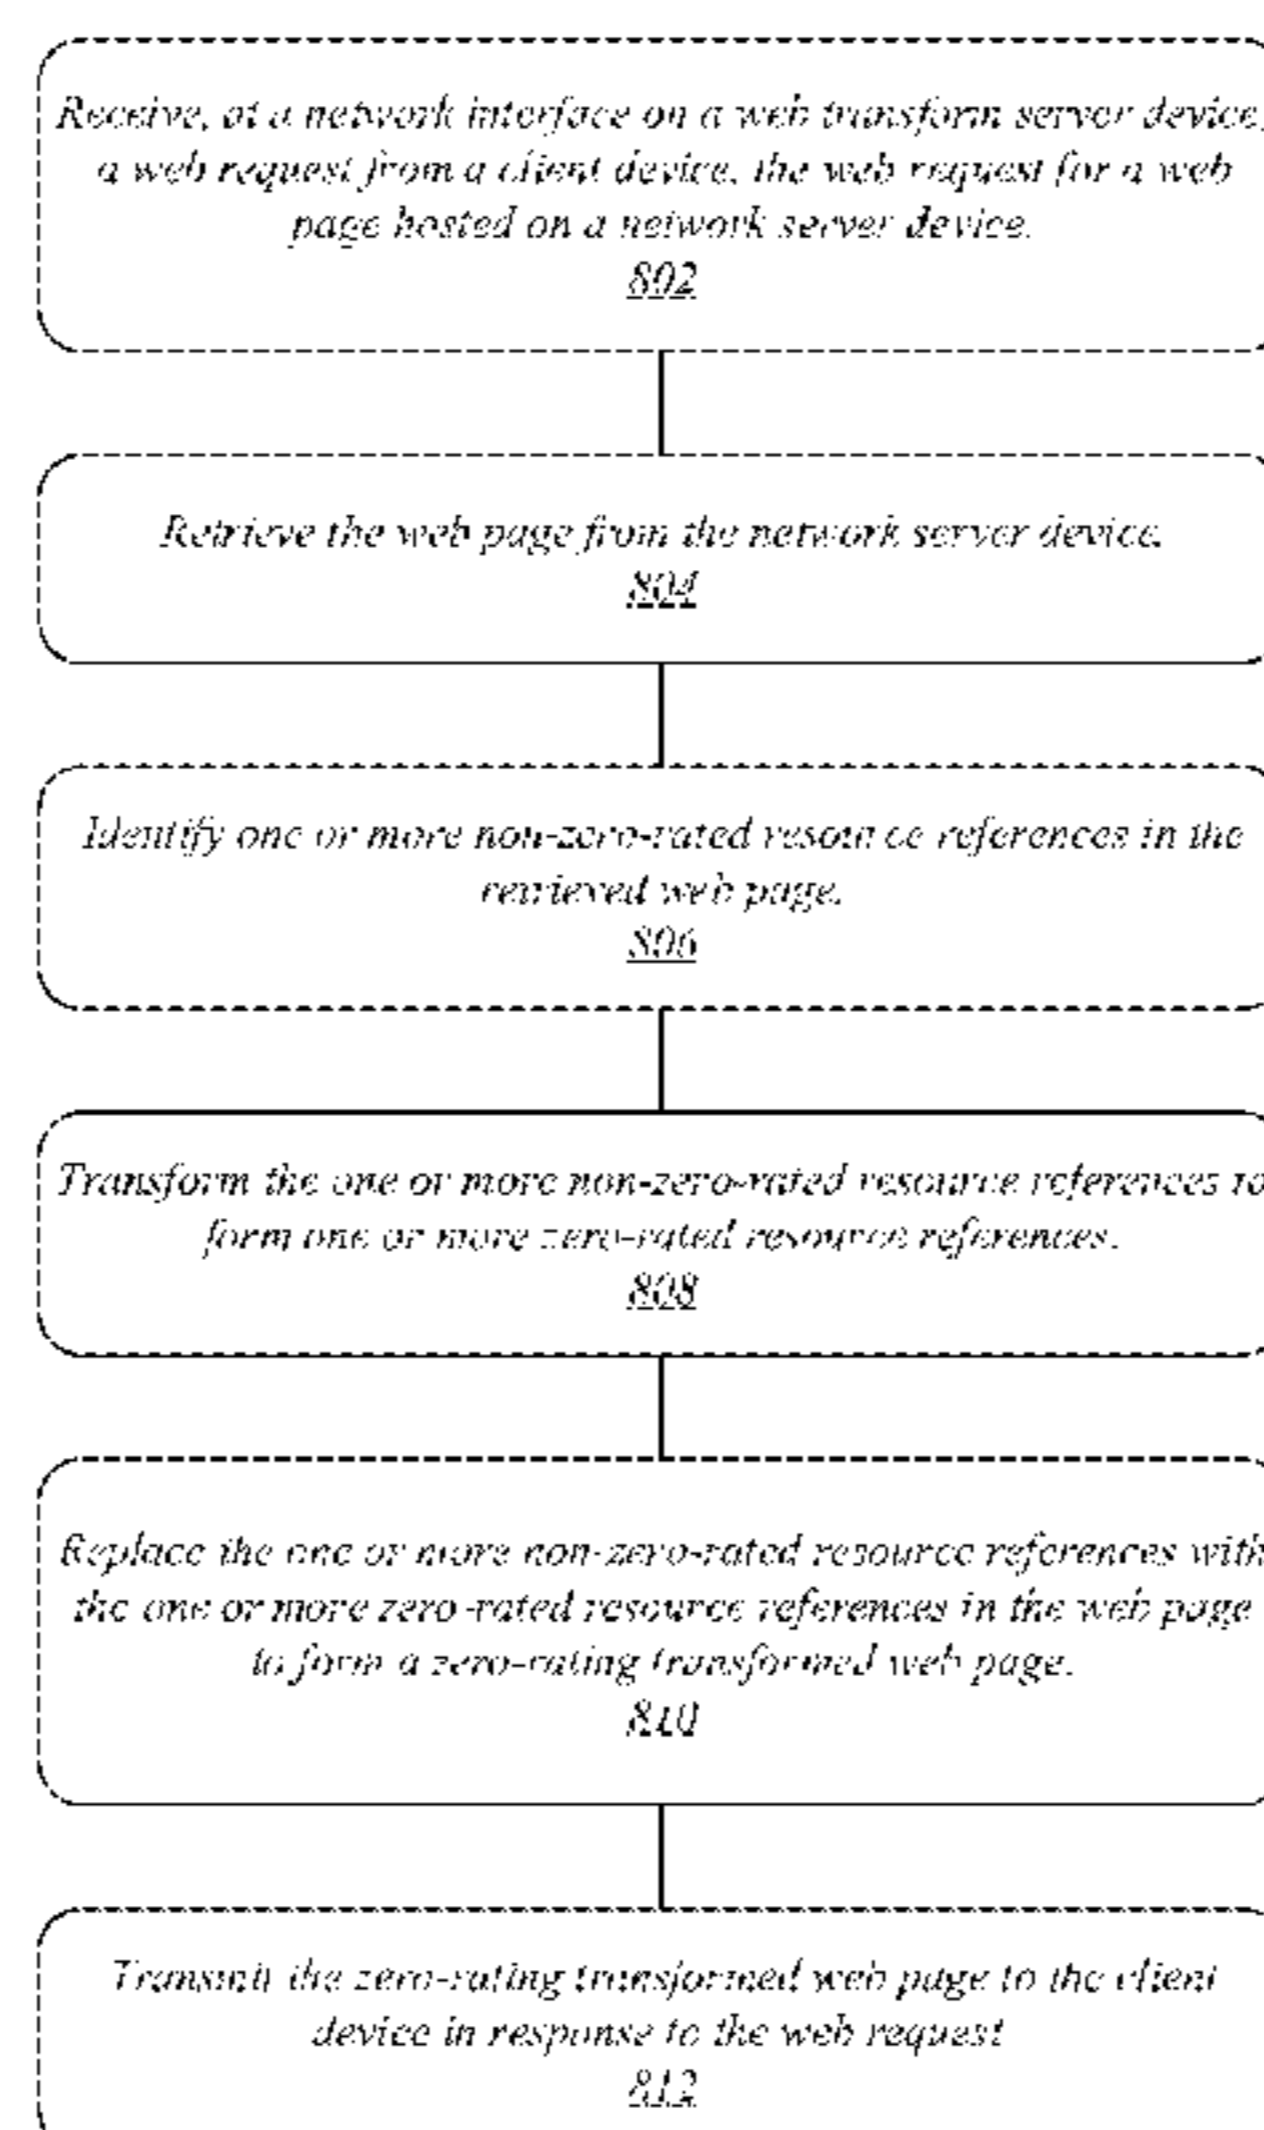 Receive, at a network interface on a web transform server device,
a web request from a client device, the web request for a web
page hosted on a network server device.
802
Retrieve the web page from the network server device.
804
Identify one or more non-zero-rated resource references in the
retrieved web page.
806
Transform the one or more non-zero-rated resource references to
form one or more zero-rated resource references.
808
Replace the one or more non-zero-rated resource references with
the one or more zero-rated resource references in the web page
to form a zero-rating transformed web page.
810
Transmit the zero-rating transformed web page to the client
device in response to the web request
812